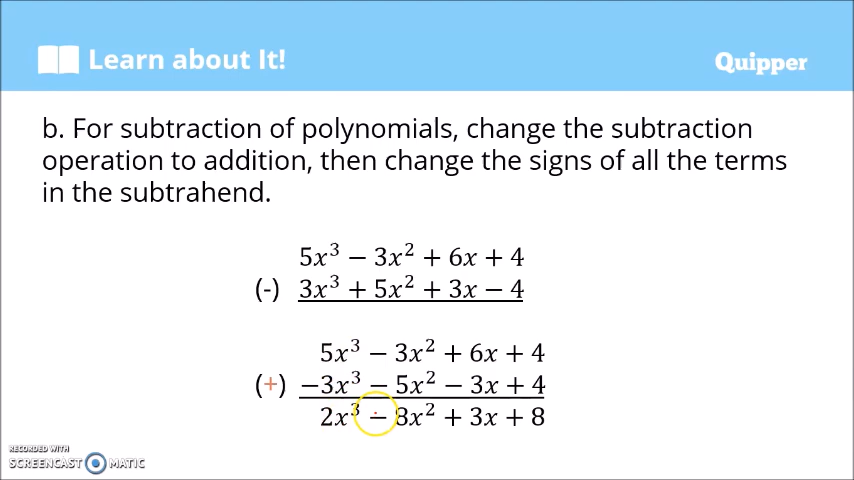 Learn about It!
Quipper
b. For subtraction of polynomials, change the subtraction
operation to addition, then change the signs of all the terms
in the subtrahend.
5x³ − 3x² + 6x + 4
(-) 3x³ + 5x² + 3x − 4
5x³ − 3x² + 6x + 4
(+) −3x³ − 5x² − 3x + 4
2x³ − 8x² + 3x + 8
RECORDED WITH
SCREENCAST MATIC